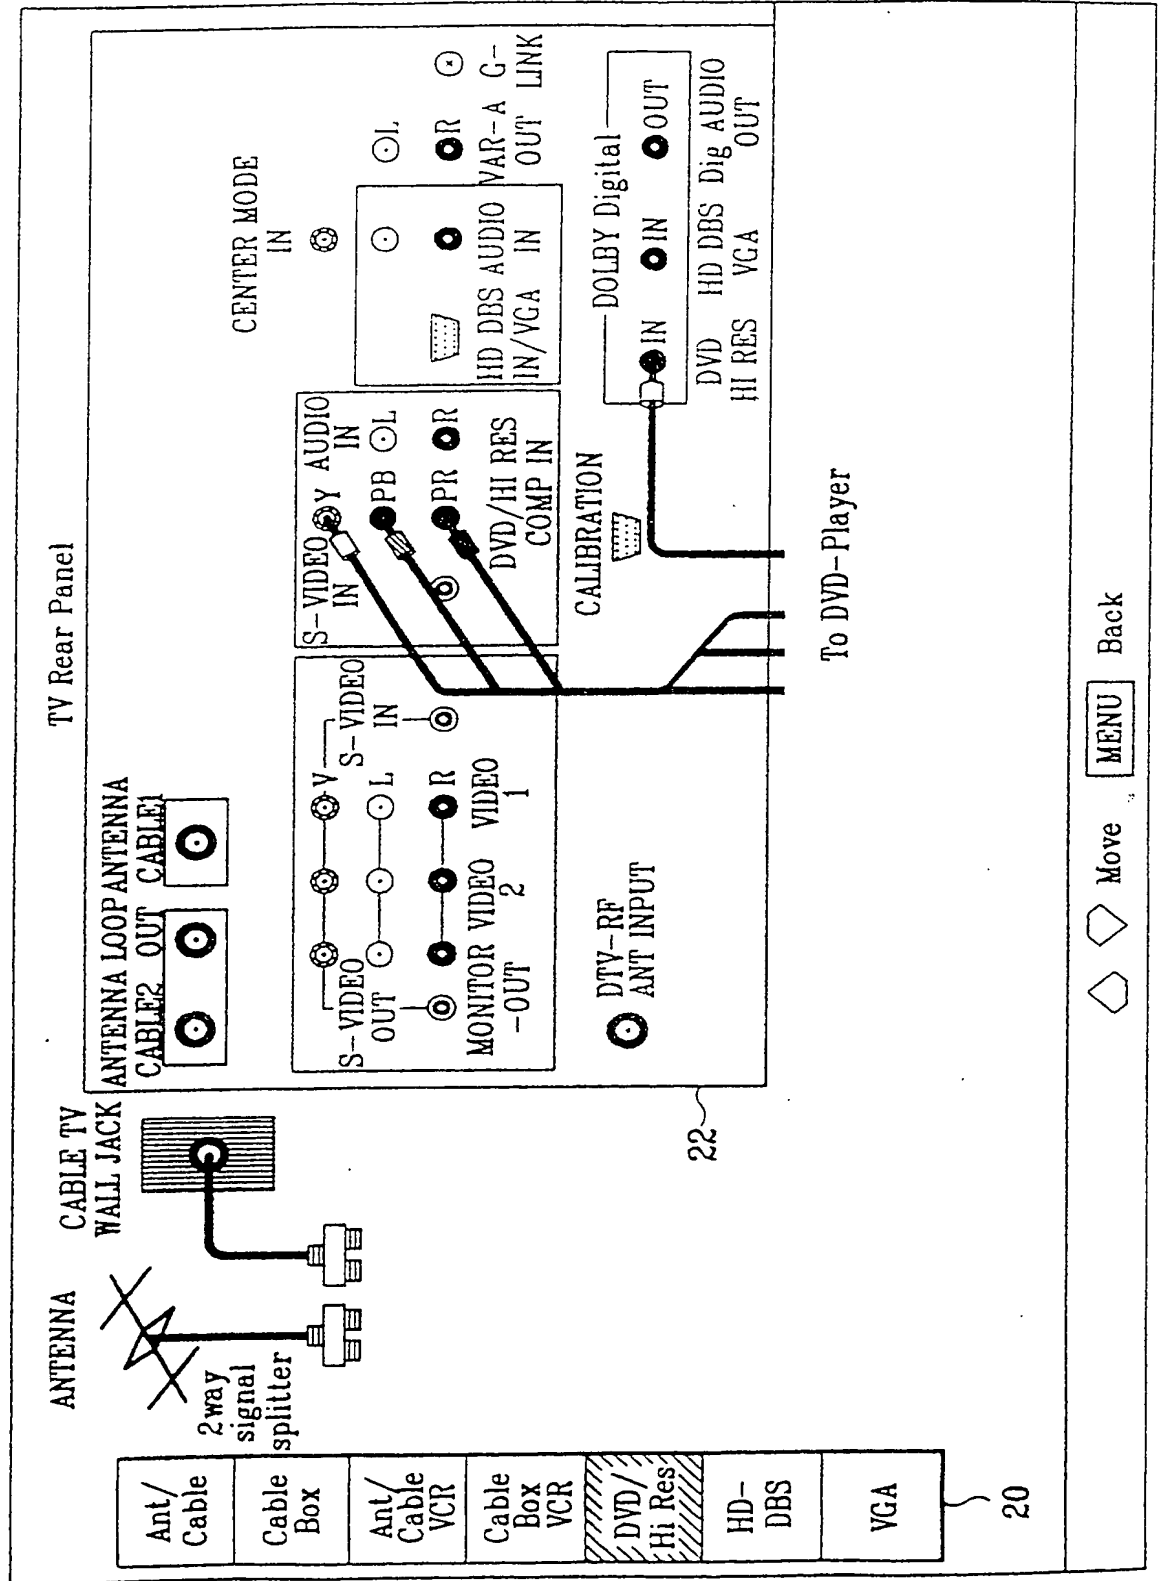 TV Rear Panel
ANTENNA
CABLE TV
WALL JACK
2way
signal
splitter
ANTENNA LOOP ANTENNA
CABLE2 OUT CABLE1
CENTER MODE
IN
S-VIDEO
OUT
V
L
R
S-VIDEO
IN
MONITOR VIDEO VIDEO
-OUT 2 1
S-VIDEO
IN
Y
PB
PR
AUDIO
IN
L
R
DVD/HI RES
COMP IN
HD DBS AUDIO
IN/VGA IN
L
R
VAR-A G-
OUT LINK
DTV-RF
ANT INPUT
CALIBRATION
DOLBY Digital
IN
IN
OUT
DVD HD DBS Dig AUDIO
HI RES VGA OUT
22
To DVD-Player
Ant/
Cable
Cable
Box
Ant/
Cable
VCR
Cable
Box
VCR
DVD/
Hi Res
HD-
DBS
VGA
20
Move MENU Back